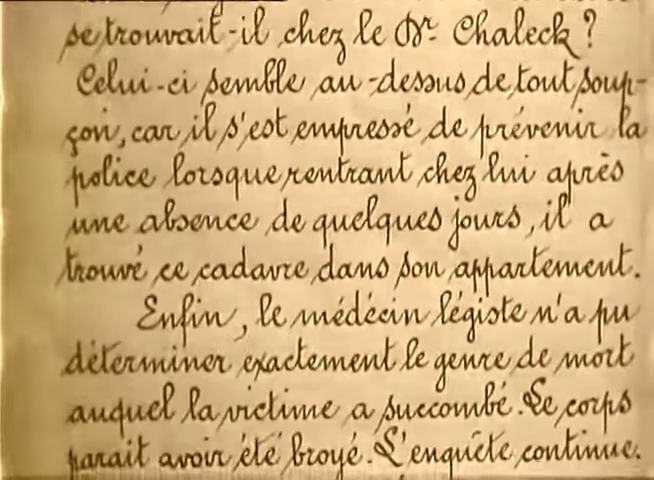 se trouvait-il chez le Dr Chaleck ?
Celui-ci semble au-dessus de tout soup-
çon, car il s'est empressé de prévenir la
police lorsque rentrant chez lui après
une absence de quelques jours, il a
trouvé ce cadavre dans son appartement.
Enfin, le médécin légiste n'a pu
déterminer exactement le genre de mort
auquel la victime a succombé. Le corps
parait avoir été broyé. L'enquête continue.